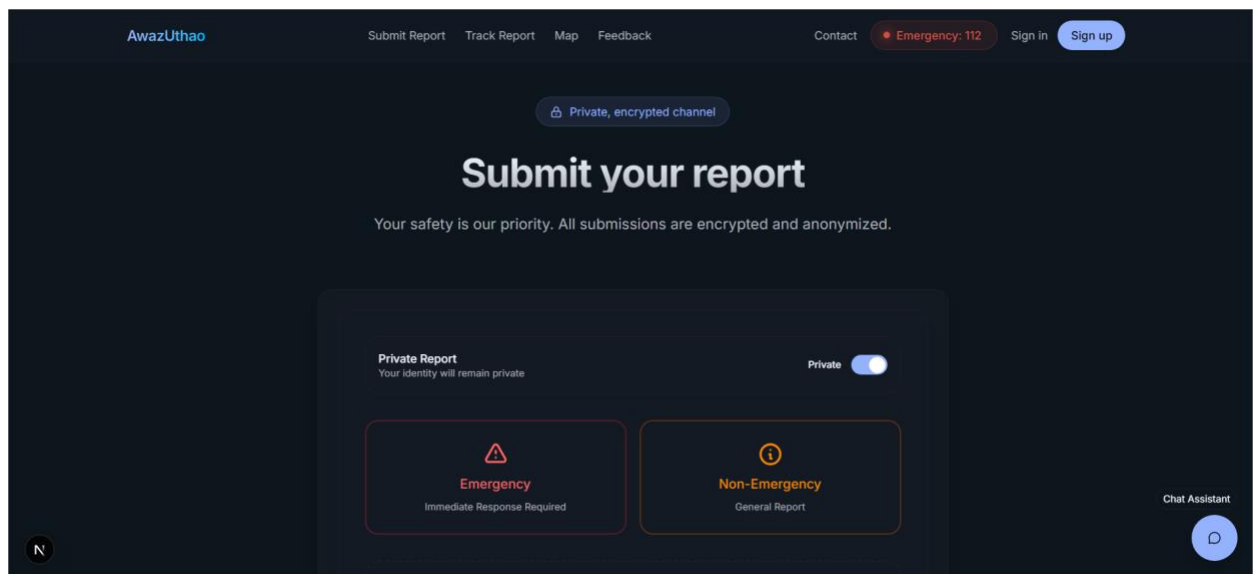 AwazUthao
Submit Report
Track Report
Map
Feedback
Contact
Emergency: 112
Sign in
Sign up
Private, encrypted channel
Submit your report
Your safety is our priority. All submissions are encrypted and anonymized.
Private Report
Your identity will remain private
Private
Emergency
Immediate Response Required
Non-Emergency
General Report
Chat Assistant
N